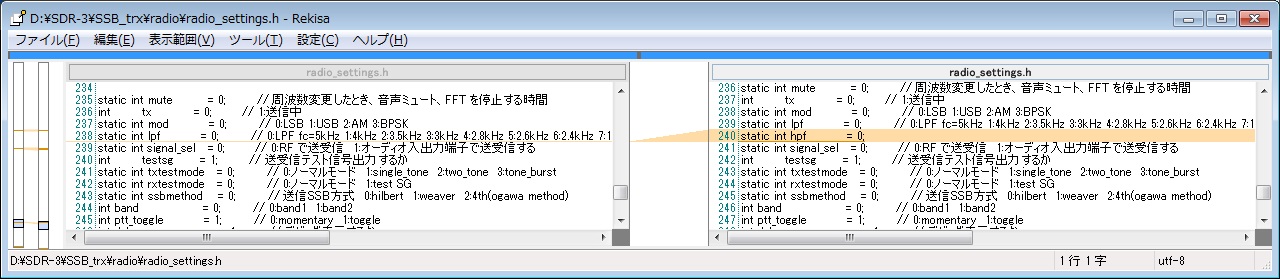 D:¥SDR-3¥SSB_trx¥radio¥radio_settings.h - Rekisa
ファイル(F) 編集(E) 表示範囲(V) ツール(T) 設定(C) ヘルプ(H)
radio_settings.h
234
235 static int mute = 0; // 周波数変更したとき、音声ミュート、FFT を停止する時間
236 int tx = 0; // 1:送信中
237 static int mod = 0; // 0:LSB 1:USB 2:AM 3:BPSK
238 static int lpf = 0; // 0:LPF fc=5kHz 1:4kHz 2:3.5kHz 3:3kHz 4:2.8kHz 5:2.6kHz 6:2.4kHz 7:1
239 static int signal_sel = 0; // 0:RF で送受信 1:オーディオ入出力端子で送受信する
240 int testsg = 1; // 送受信テスト信号出力 するか
241 static int txtestmode = 0; // 0:ノーマルモード 1:single_tone 2:two_tone 3:tone_burst
242 static int rxtestmode = 0; // 0:ノーマルモード 1:test SG
243 static int ssbmethod = 0; // 送信SSB方式 0:hilbert 1:weaver 2:4th(ogawa method)
244 int band = 0; // 0:band1 1:band2
245 int ptt_toggle = 1; // 0:momentary 1:toggle
radio_settings.h
236 static int mute = 0; // 周波数変更したとき、音声ミュート、FFT を停止する時間
237 int tx = 0; // 1:送信中
238 static int mod = 0; // 0:LSB 1:USB 2:AM 3:BPSK
239 static int lpf = 0; // 0:LPF fc=5kHz 1:4kHz 2:3.5kHz 3:3kHz 4:2.8kHz 5:2.6kHz 6:2.4kHz 7:1
240 static int hpf = 0;
241 static int signal_sel = 0; // 0:RF で送受信 1:オーディオ入出力端子で送受信する
242 int testsg = 1; // 送受信テスト信号出力 するか
243 static int txtestmode = 0; // 0:ノーマルモード 1:single_tone 2:two_tone 3:tone_burst
244 static int rxtestmode = 0; // 0:ノーマルモード 1:test SG
245 static int ssbmethod = 0; // 送信SSB方式 0:hilbert 1:weaver 2:4th(ogawa method)
246 int band = 0; // 0:band1 1:band2
247 int ptt_toggle = 1; // 0:momentary 1:toggle
D:¥SDR-3¥SSB_trx¥radio¥radio_settings.h 1 行 1 字 utf-8